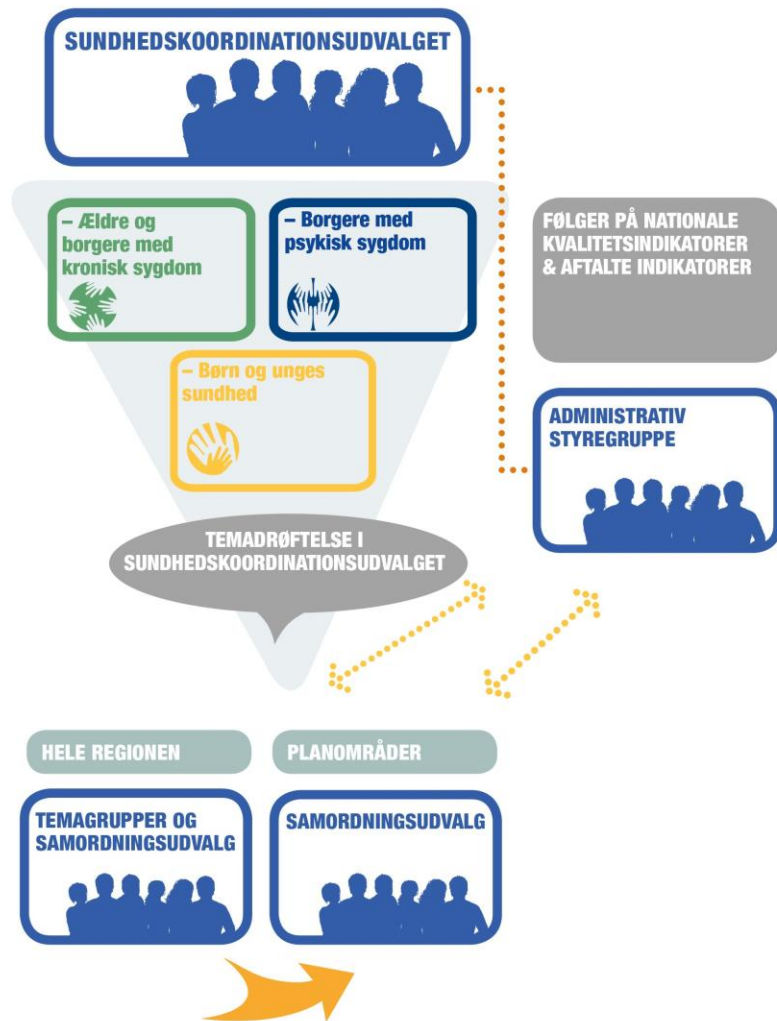 SUNDHEDSKOORDINATIONSUDVALGET
– Ældre og
borgere med
kronisk sygdom
– Borgere med
psykisk sygdom
– Børn og unges
sundhed
FØLGER PÅ NATIONALE
KVALITETSINDIKATORER
& AFTALTE INDIKATORER
ADMINISTRATIV
STYREGRUPPE
TEMADRØFTELSE I
SUNDHEDSKOORDINATIONSUDVALGET
HELE REGIONEN
PLANOMRÅDER
TEMAGRUPPER OG
SAMORDNINGSUDVALG
SAMORDNINGSUDVALG